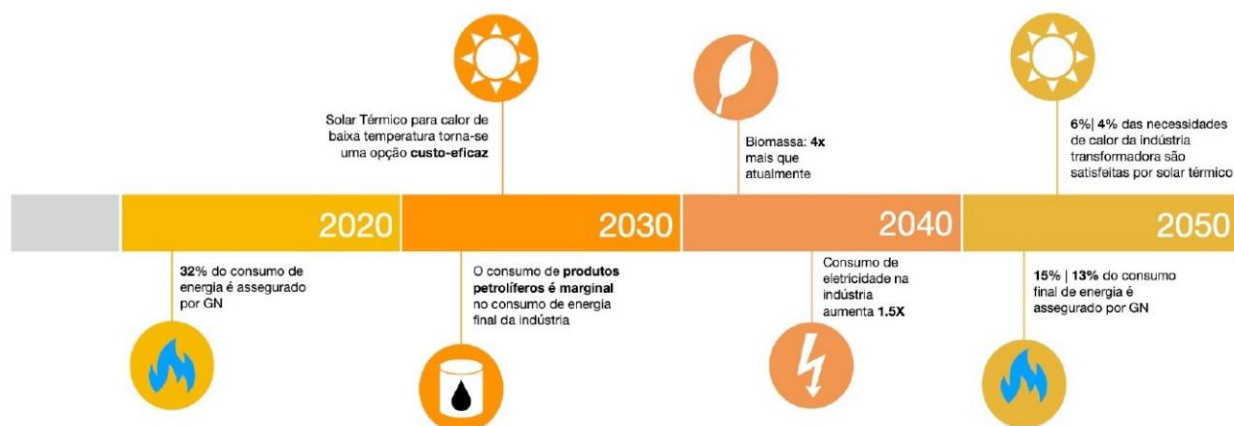 Solar Térmico para calor de
baixa temperatura torna-se
uma opção custo-eficaz
Biomassa: 4x
mais que
atualmente
6%| 4% das necessidades
de calor da indústria
transformadora são
satisfeitas por solar térmico
2020
2030
2040
2050
32% do consumo de
energia é assegurado
por GN
O consumo de produtos
petrolíferos é marginal
no consumo de energia
final da indústria
Consumo de
eletricidade na
indústria
aumenta 1.5X
15% | 13% do consumo
final de energia é
assegurado por GN